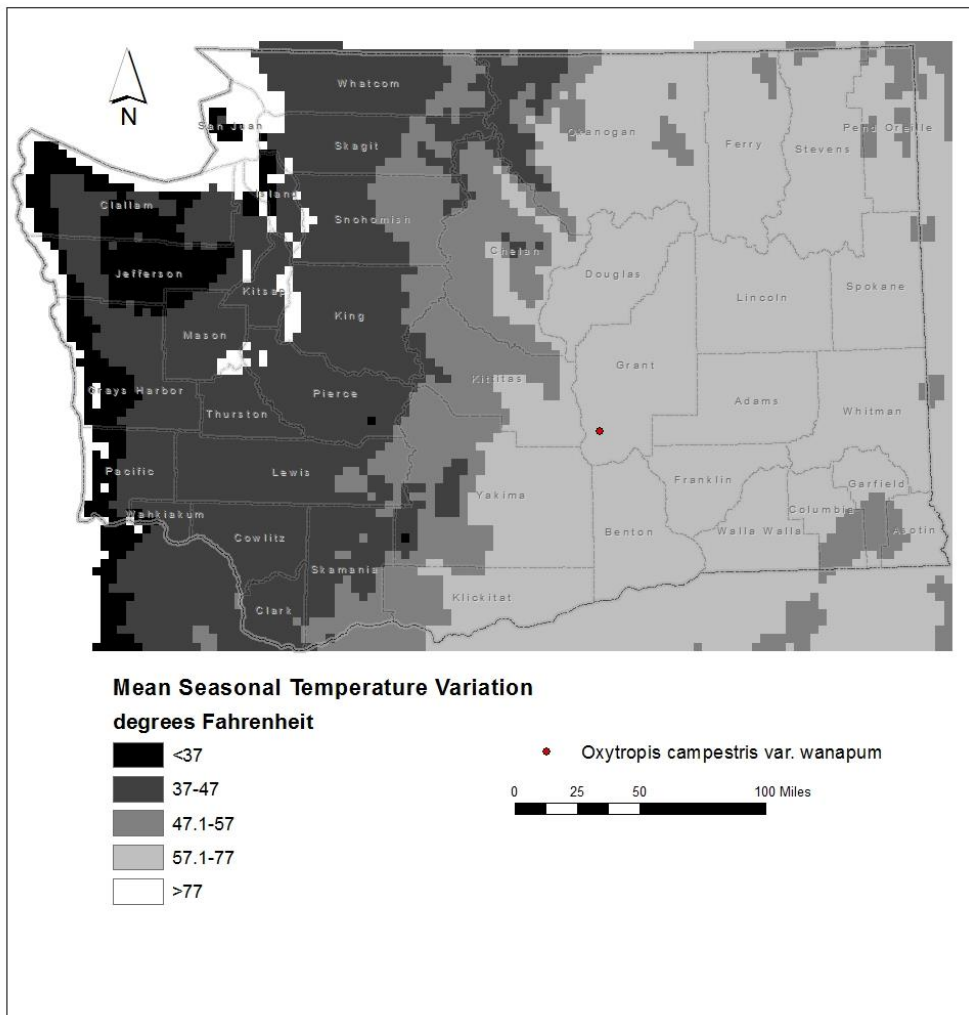 N
Whatcom
San Juan
Skagit
Okanogan
Ferry
Stevens
Pend Oreille
Island
Clallam
Snohomish
Chelan
Jefferson
Douglas
Lincoln
Spokane
Kitsap
King
Mason
Grant
Kittitas
Grays Harbor
Pierce
Adams
Whitman
Thurston
Pacific
Lewis
Yakima
Franklin
Garfield
Wahkiakum
Columbia
Cowlitz
Benton
Walla Walla
Asotin
Skamania
Klickitat
Clark
Mean Seasonal Temperature Variation
degrees Fahrenheit
<37
37-47
47.1-57
57.1-77
>77
Oxytropis campestris var. wanapum
0 25 50 100 Miles